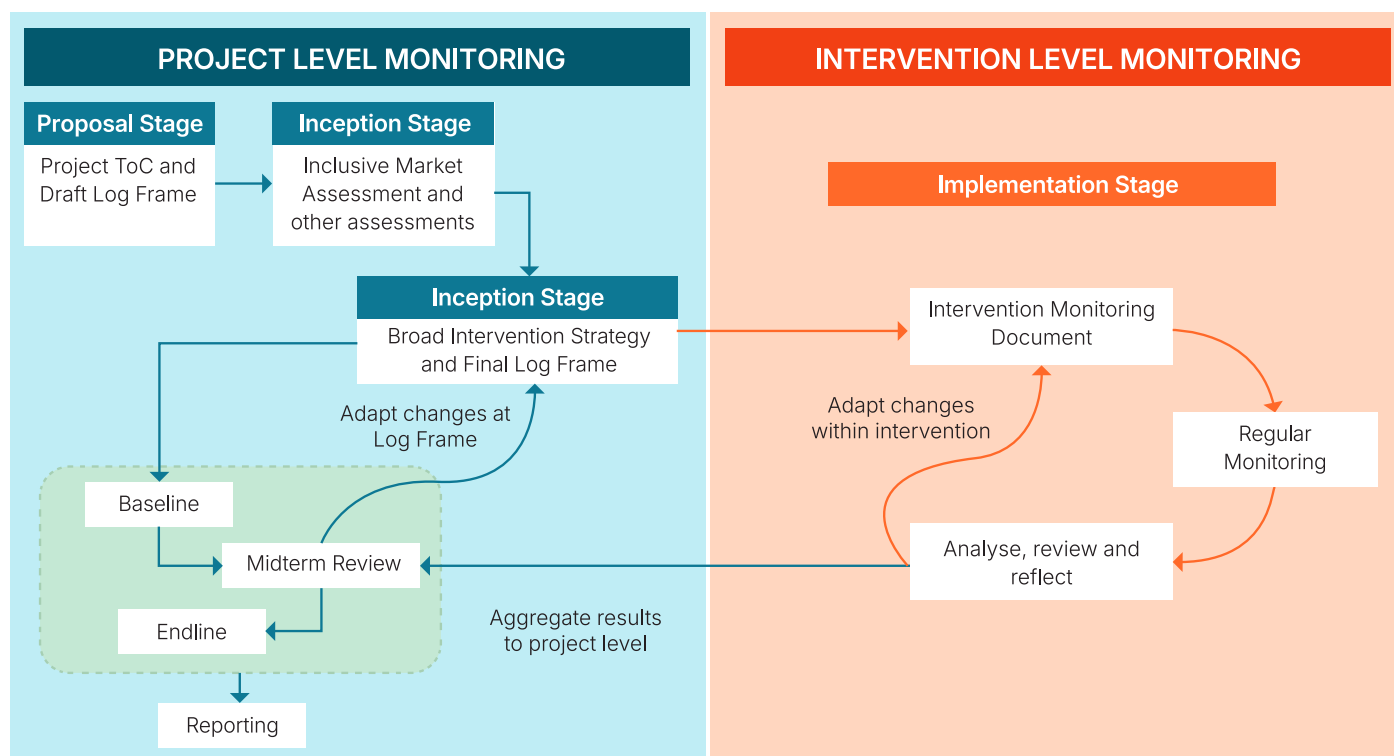 PROJECT LEVEL MONITORING
Proposal Stage
Project ToC and
Draft Log Frame
Inception Stage
Inclusive Market
Assessment and
other assessments
Inception Stage
Broad Intervention Strategy
and Final Log Frame
Adapt changes at
Log Frame
Baseline
Midterm Review
Endline
Reporting
Aggregate results
to project level
INTERVENTION LEVEL MONITORING
Implementation Stage
Intervention Monitoring
Document
Adapt changes
within intervention
Regular
Monitoring
Analyse, review and
reflect